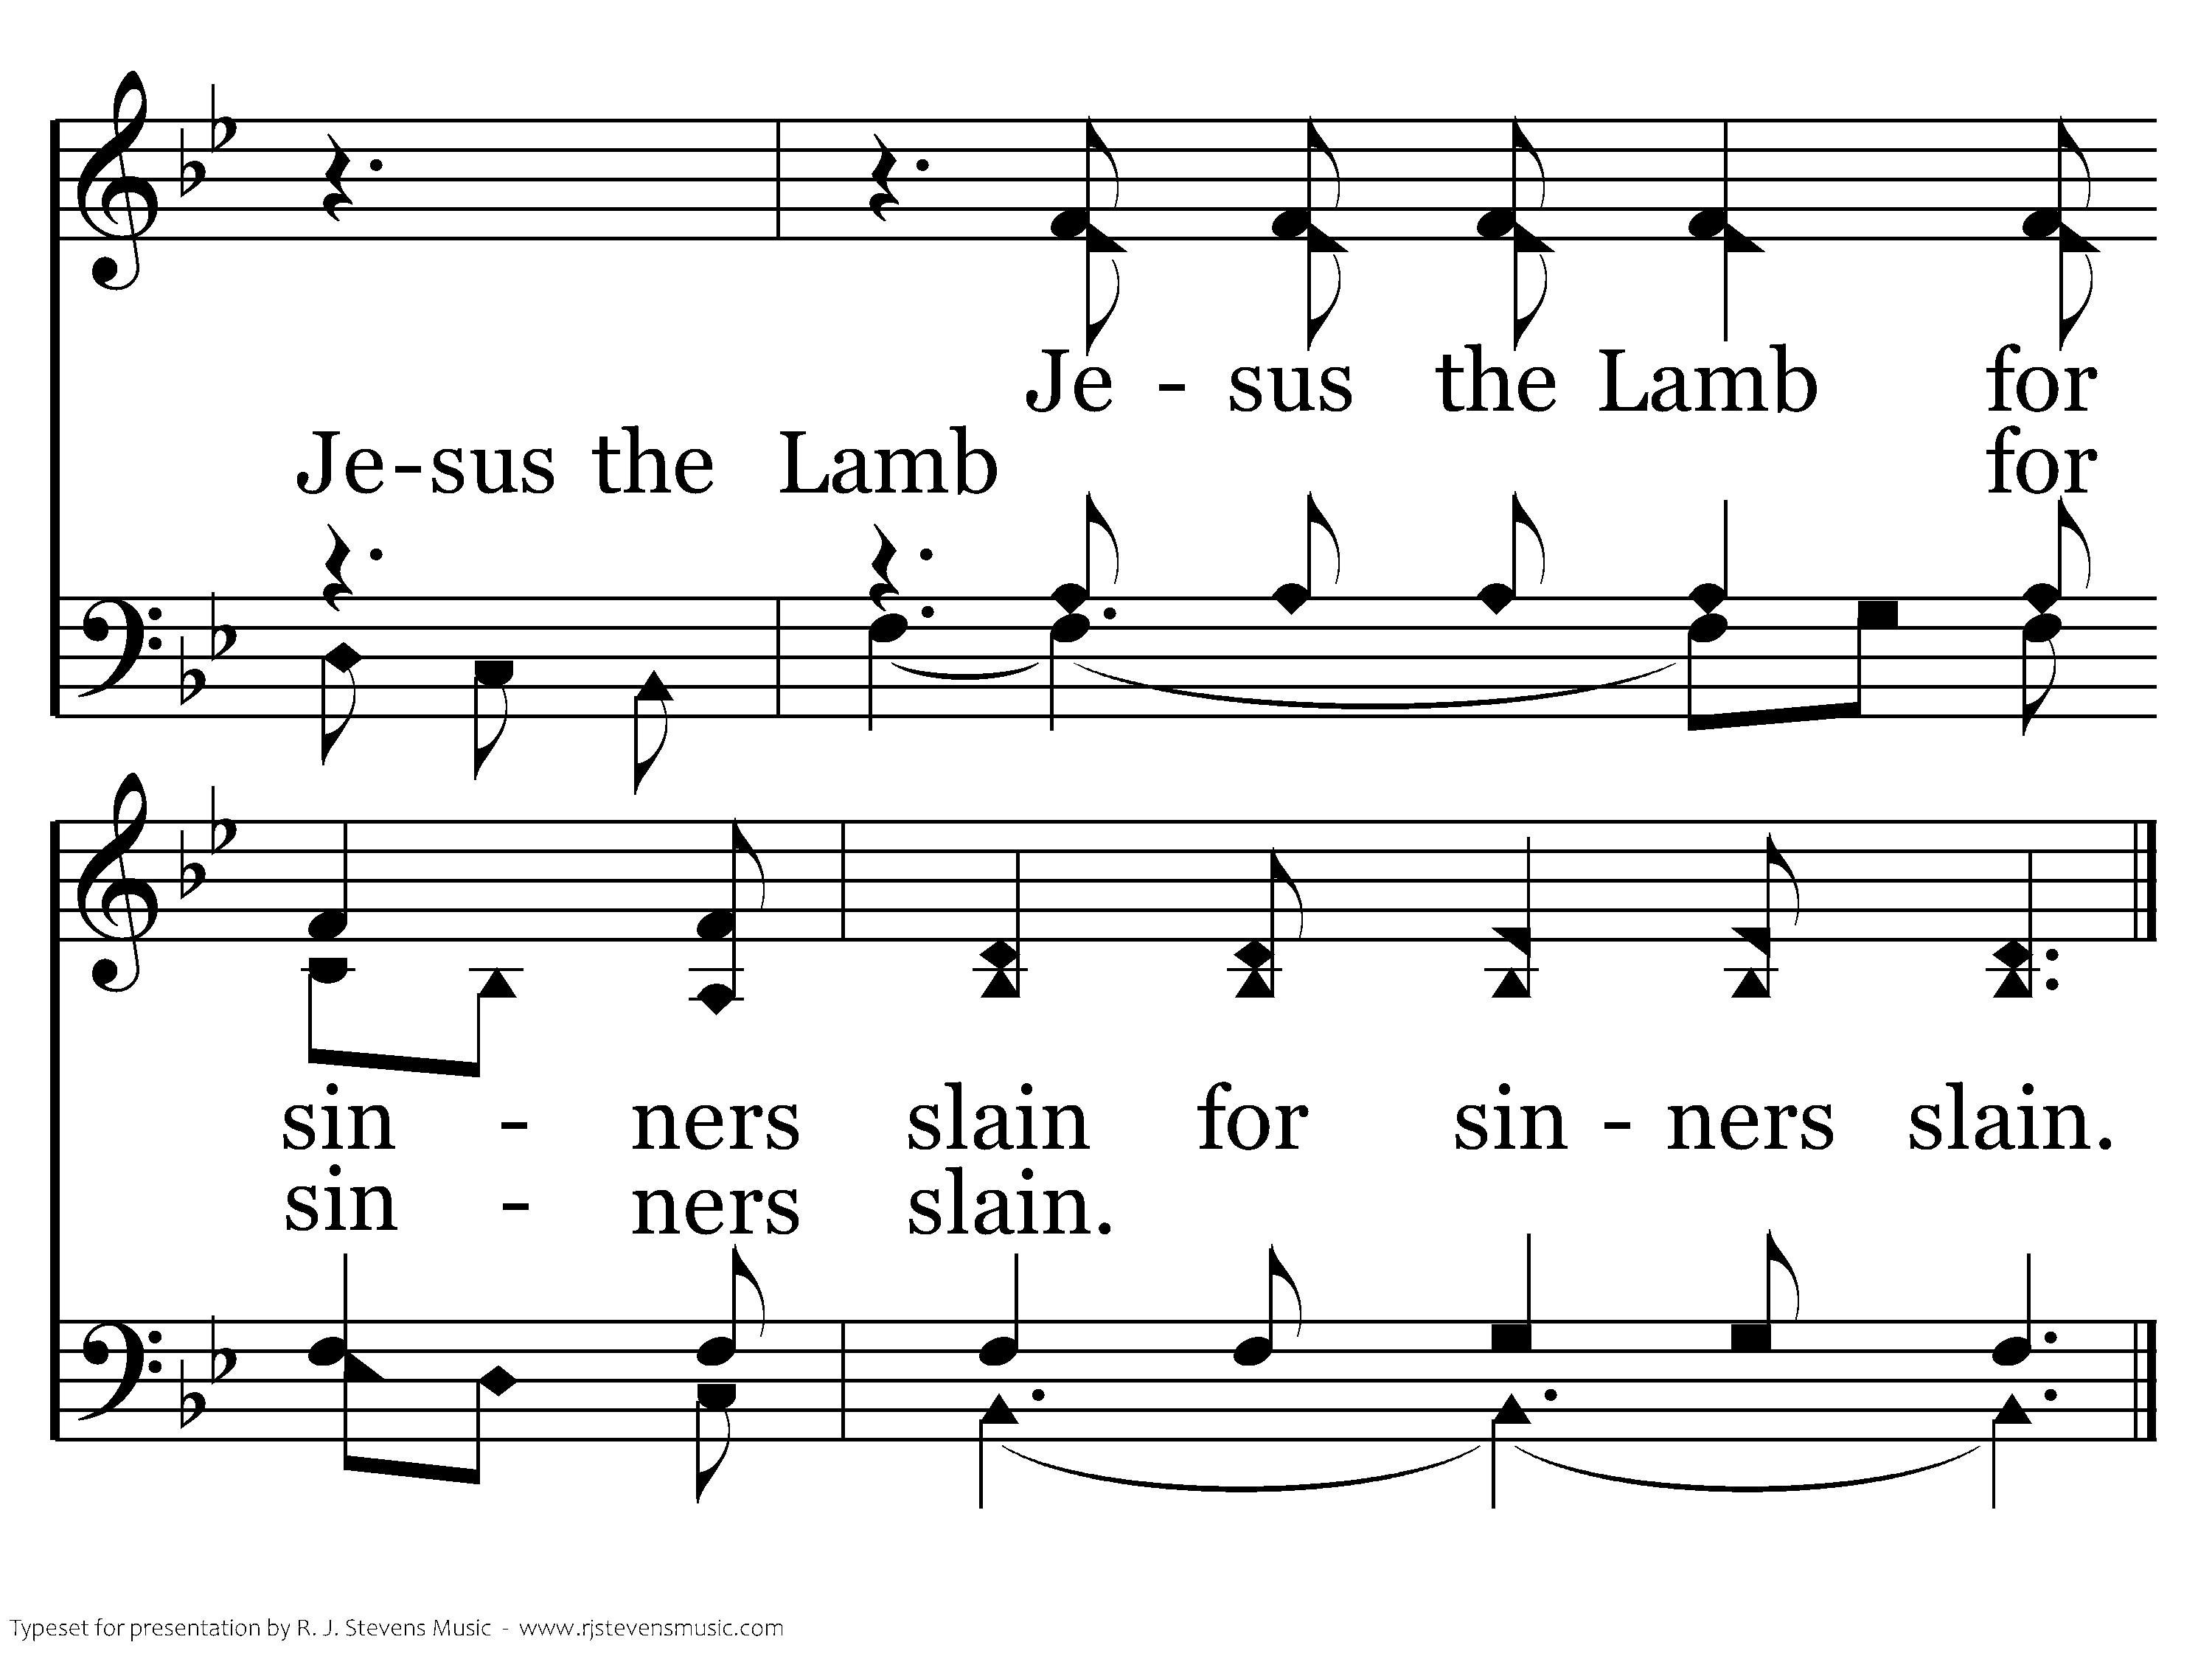 Je - sus the Lamb for
Je-sus the Lamb for
sin - ners slain for sin - ners slain.
sin - ners slain.
Typeset for presentation by R. J. Stevens Music - www.rjstevensmusic.com